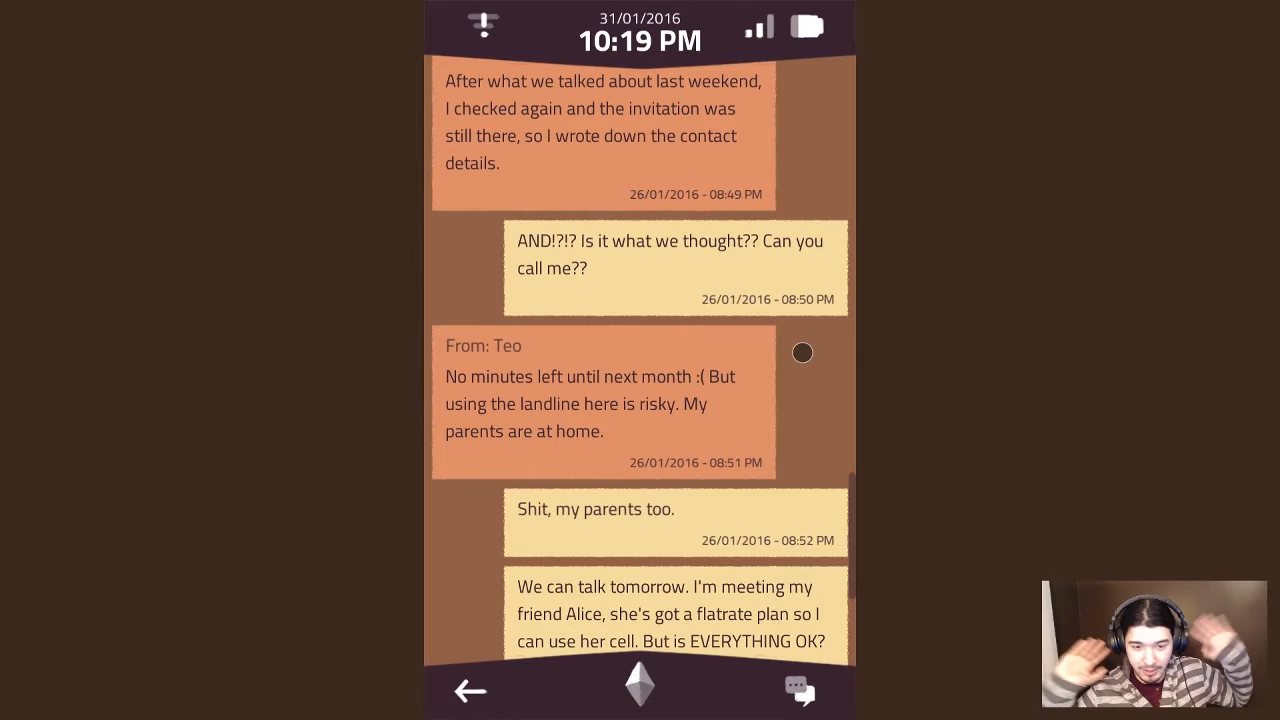 31/01/2016
10:19 PM
After what we talked about last weekend,
I checked again and the invitation was
still there, so I wrote down the contact
details.
26/01/2016 - 08:49 PM
AND!?!? Is it what we thought?? Can you
call me??
26/01/2016 - 08:50 PM
From: Teo
No minutes left until next month :( But
using the landline here is risky. My
parents are at home.
26/01/2016 - 08:51 PM
Shit, my parents too.
26/01/2016 - 08:52 PM
We can talk tomorrow. I'm meeting my
friend Alice, she's got a flatrate plan so I
can use her cell. But is EVERYTHING OK?